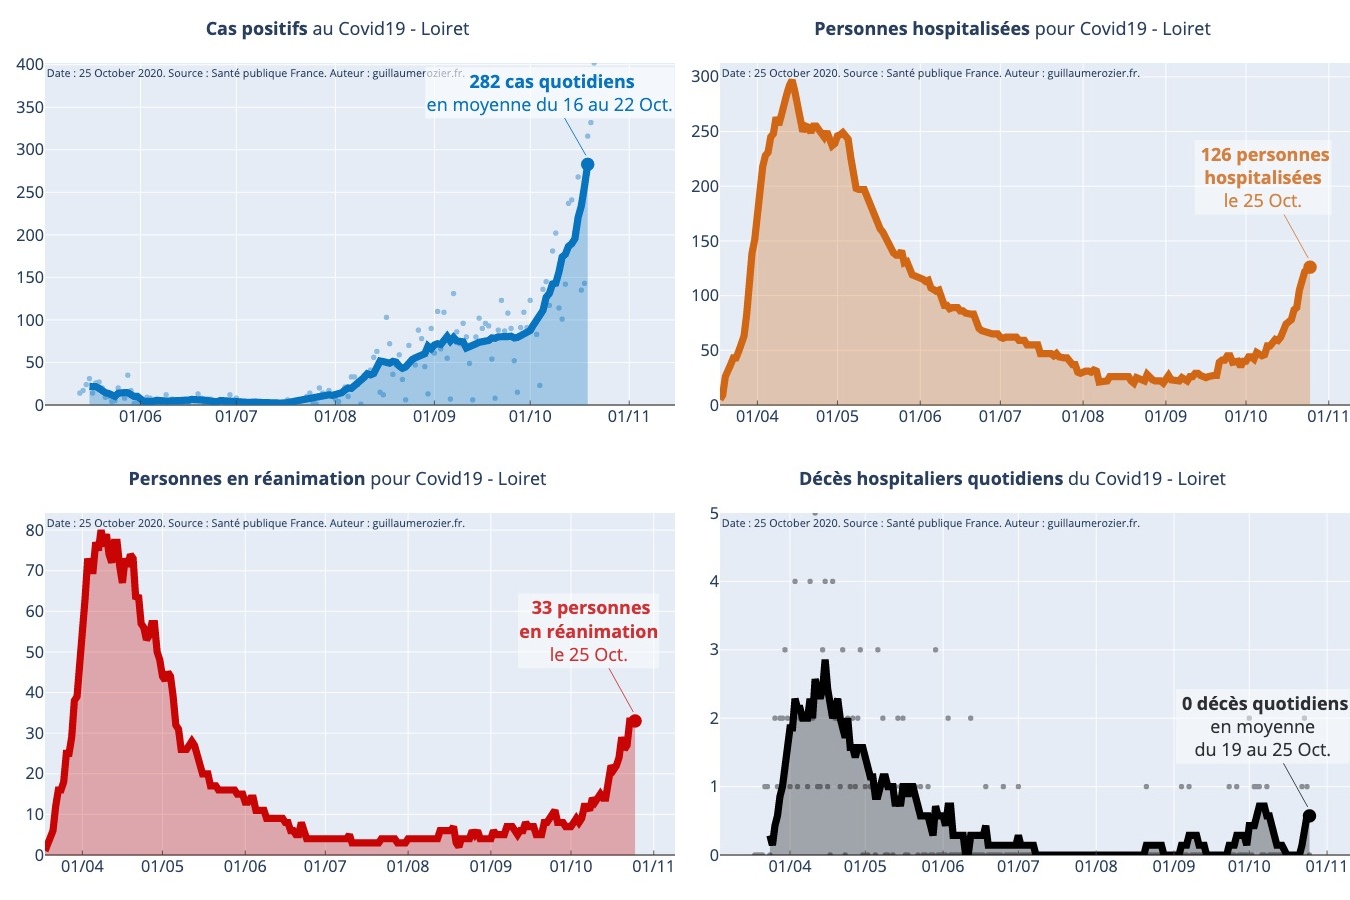 Cas positifs au Covid19 - Loiret
400
Date : 25 October 2020. Source : Santé publique France. Auteur : guillaumerozier.fr.
282 cas quotidiens
en moyenne du 16 au 22 Oct.
350
300
250
200
150
100
50
0
01/06 01/07 01/08 01/09 01/10 01/11
Personnes hospitalisées pour Covid19 - Loiret
300
Date : 25 October 2020. Source : Santé publique France. Auteur : guillaumerozier.fr.
250
126 personnes
hospitalisées
le 25 Oct.
200
150
100
50
0
01/04 01/05 01/06 01/07 01/08 01/09 01/10 01/11
Personnes en réanimation pour Covid19 - Loiret
Date : 25 October 2020. Source : Santé publique France. Auteur : guillaumerozier.fr.
80
70
60
33 personnes
en réanimation
le 25 Oct.
50
40
30
20
10
0
01/04 01/05 01/06 01/07 01/08 01/09 01/10 01/11
Décès hospitaliers quotidiens du Covid19 - Loiret
5
Date : 25 October 2020. Source : Santé publique France. Auteur : guillaumerozier.fr.
4
3
0 décès quotidiens
en moyenne
du 19 au 25 Oct.
2
1
0
01/04 01/05 01/06 01/07 01/08 01/09 01/10 01/11